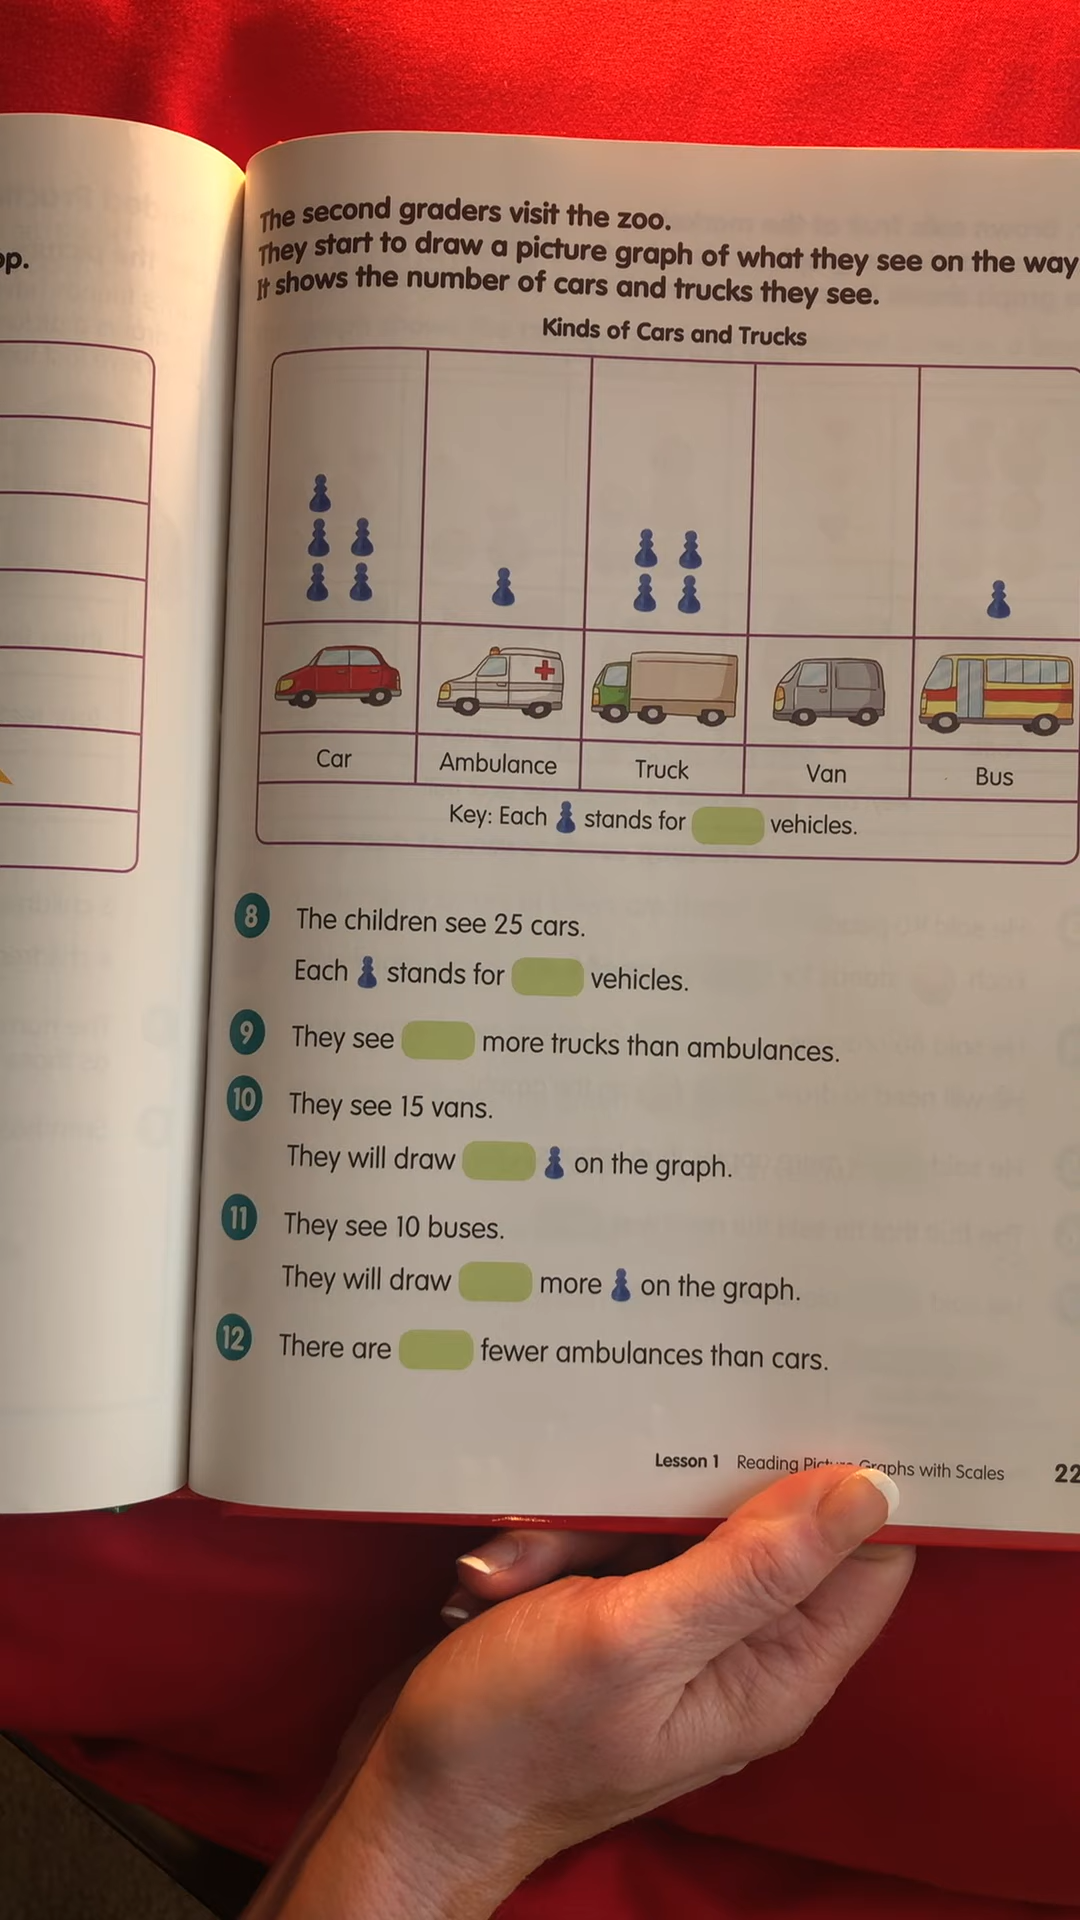 op.
The second graders visit the zoo.
They start to draw a picture graph of what they see on the way
It shows the number of cars and trucks they see.
Kinds of Cars and Trucks
Car Ambulance Truck Van Bus
Key: Each stands for vehicles.
8 The children see 25 cars.
Each stands for vehicles.
9 They see more trucks than ambulances.
10 They see 15 vans.
They will draw on the graph.
11 They see 10 buses.
They will draw more on the graph.
12 There are fewer ambulances than cars.
Lesson 1 Reading Graphs with Scales 22